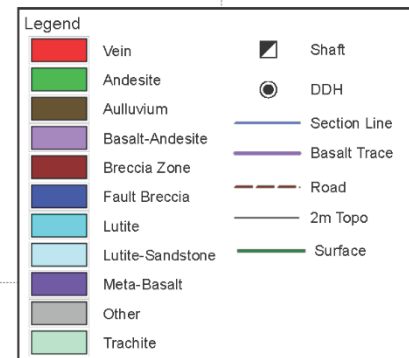 Legend
Vein
Andesite
Aulluvium
Basalt-Andesite
Breccia Zone
Fault Breccia
Lutite
Lutite-Sandstone
Meta-Basalt
Other
Trachite
Shaft
DDH
Section Line
Basalt Trace
Road
2m Topo
Surface